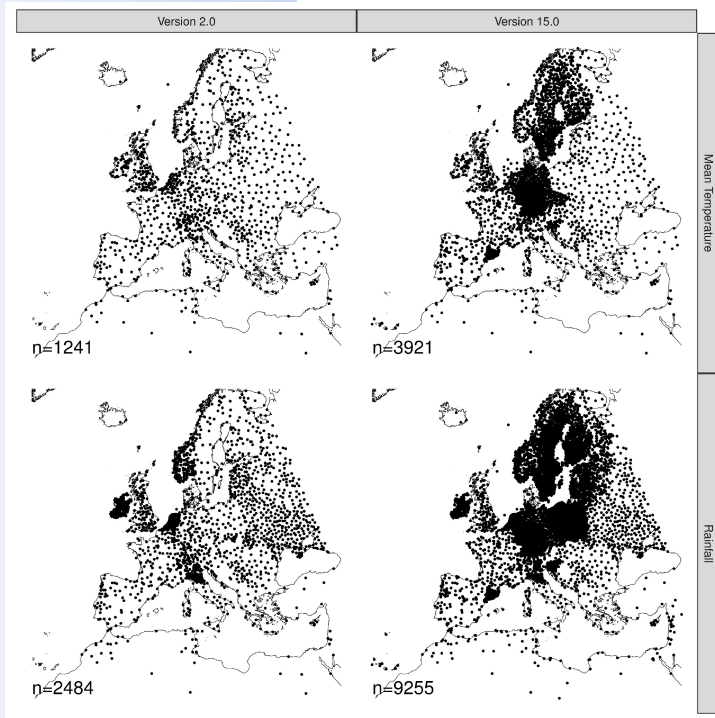 Version 2.0
Version 15.0
Mean Temperature
n=1241
n=3921
Rainfall
n=2484
n=9255